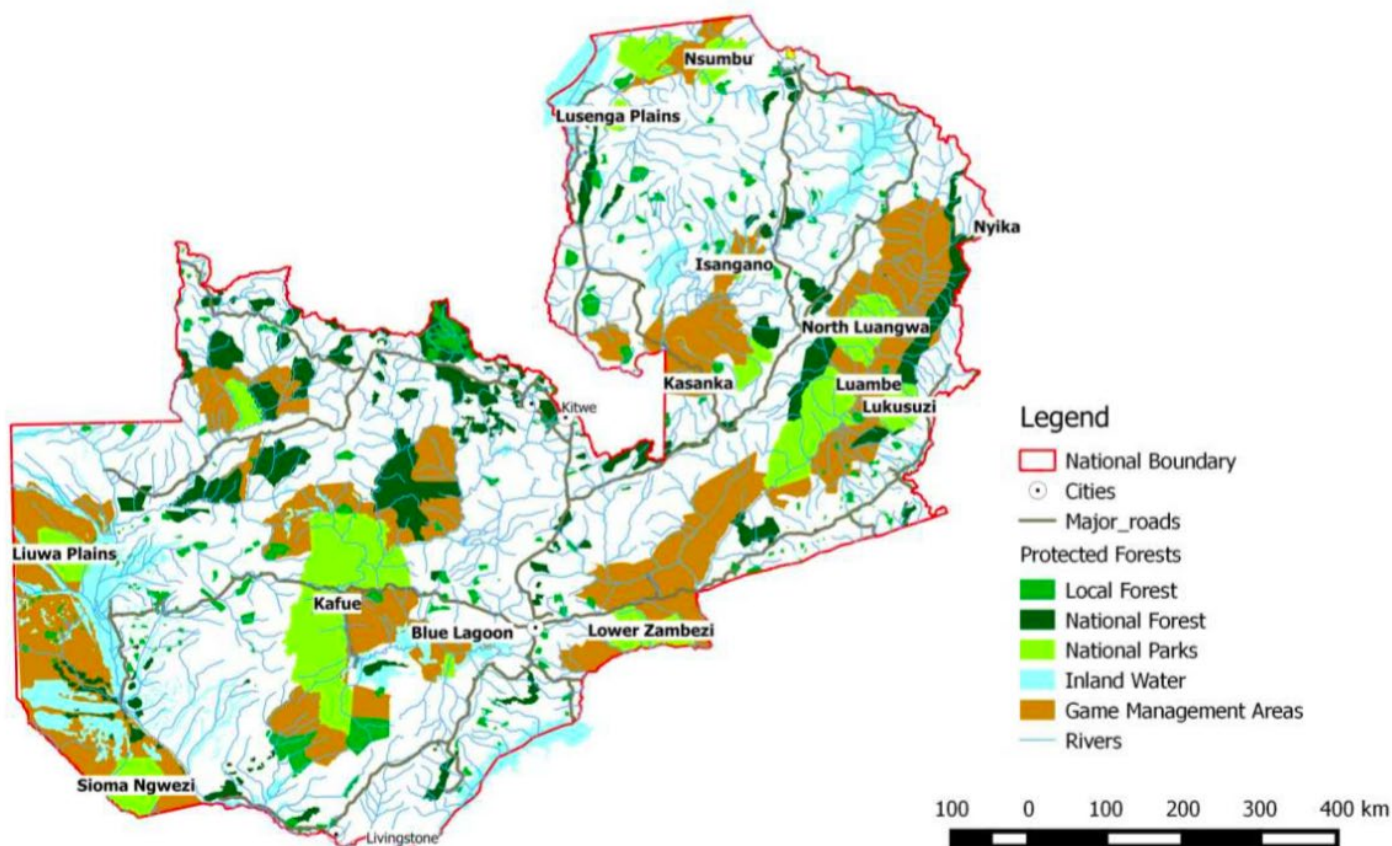 Nsumbu
Lusenga Plains
Nyika
Isangano
North Luangwa
Kasanka
Luambe
Lukusuzi
Kitwe
Liuwa Plains
Kafue
Blue Lagoon
Lower Zambezi
Sioma Ngwezi
Livingstone
Legend
National Boundary
Cities
Major_roads
Protected Forests
Local Forest
National Forest
National Parks
Inland Water
Game Management Areas
Rivers
100 0 100 200 300 400 km